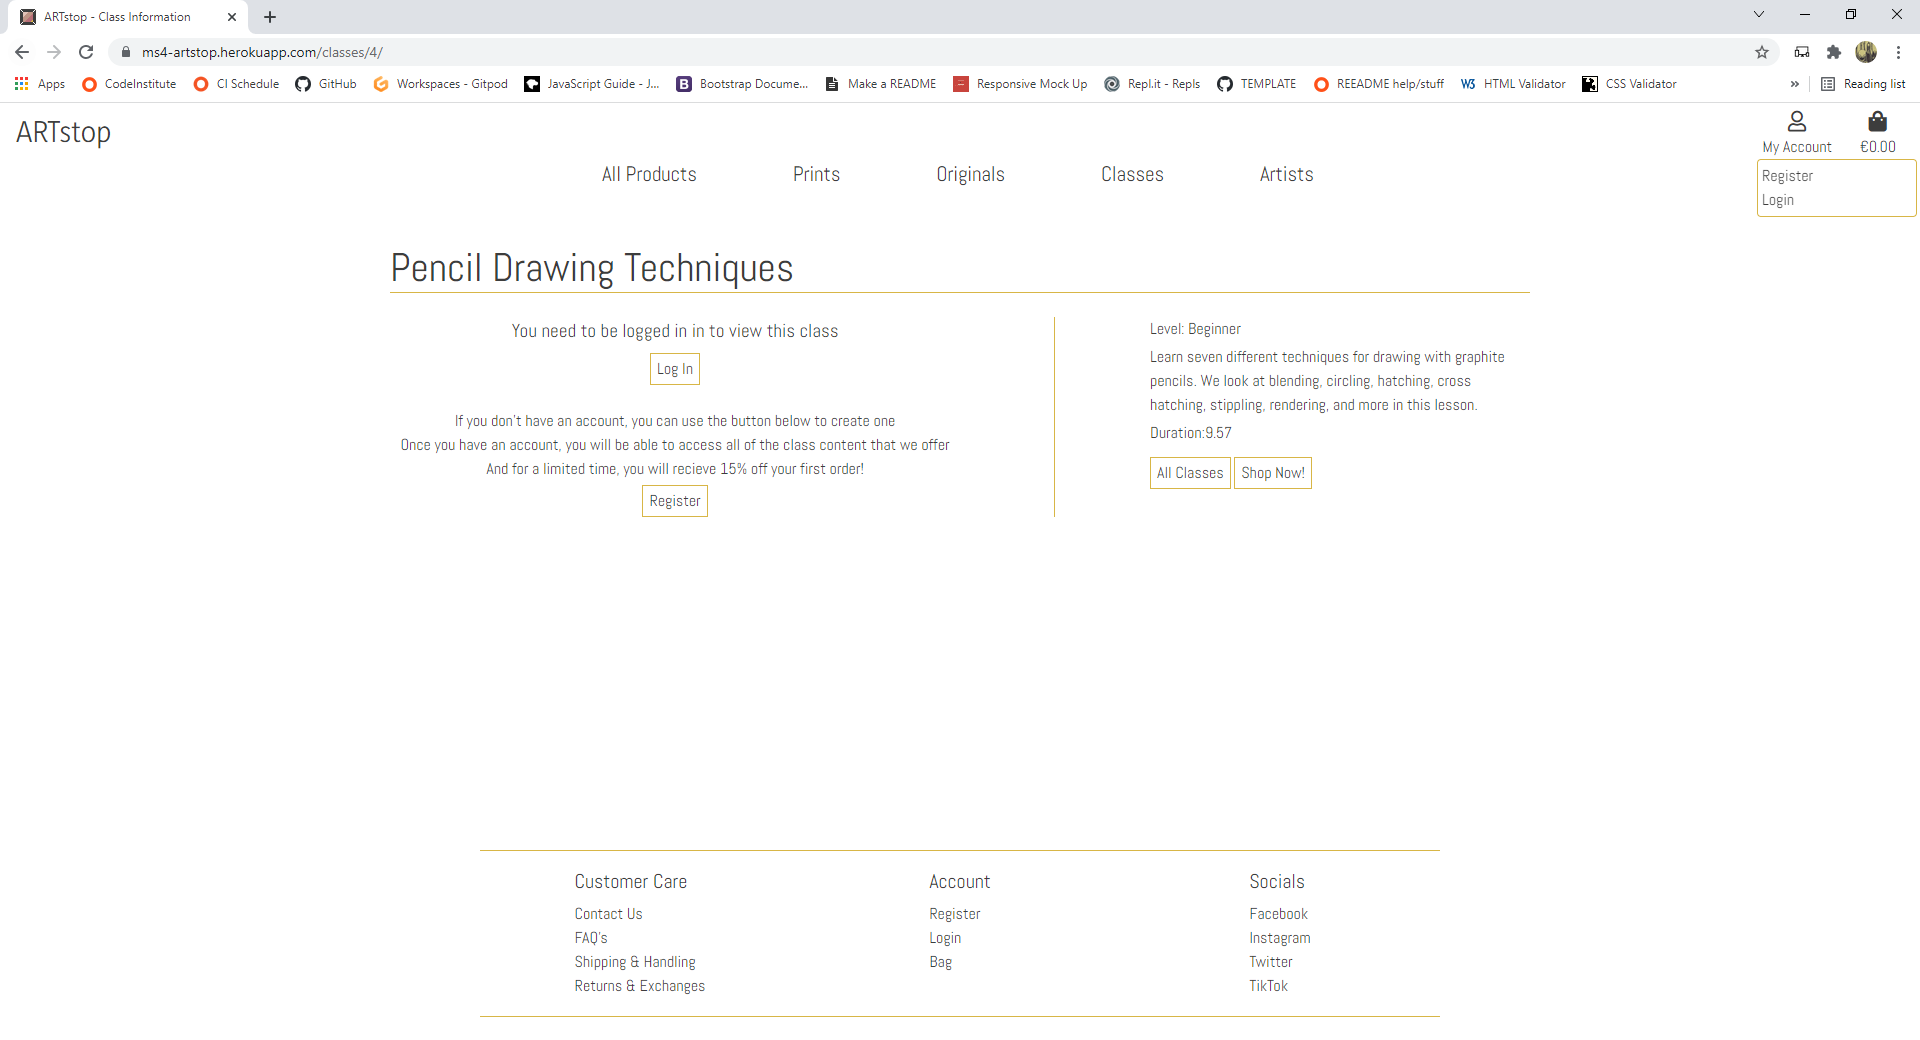 ARTstop - Class Information
ms4-artstop.herokuapp.com/classes/4/
Apps CodeInstitute CI Schedule GitHub Workspaces - Gitpod JavaScript Guide - J... Bootstrap Docume... Make a README Responsive Mock Up Repl.it - Repls TEMPLATE REEADME help/stuff HTML Validator CSS Validator » Reading list
ARTstop
My Account €0.00
Register
Login
All Products Prints Originals Classes Artists
Pencil Drawing Techniques
You need to be logged in in to view this class
Log In
If you don't have an account, you can use the button below to create one
Once you have an account, you will be able to access all of the class content that we offer
And for a limited time, you will recieve 15% off your first order!
Register
Level: Beginner
Learn seven different techniques for drawing with graphite
pencils. We look at blending, circling, hatching, cross
hatching, stippling, rendering, and more in this lesson.
Duration:9.57
All Classes Shop Now!
Customer Care
Contact Us
FAQ's
Shipping & Handling
Returns & Exchanges
Account
Register
Login
Bag
Socials
Facebook
Instagram
Twitter
TikTok